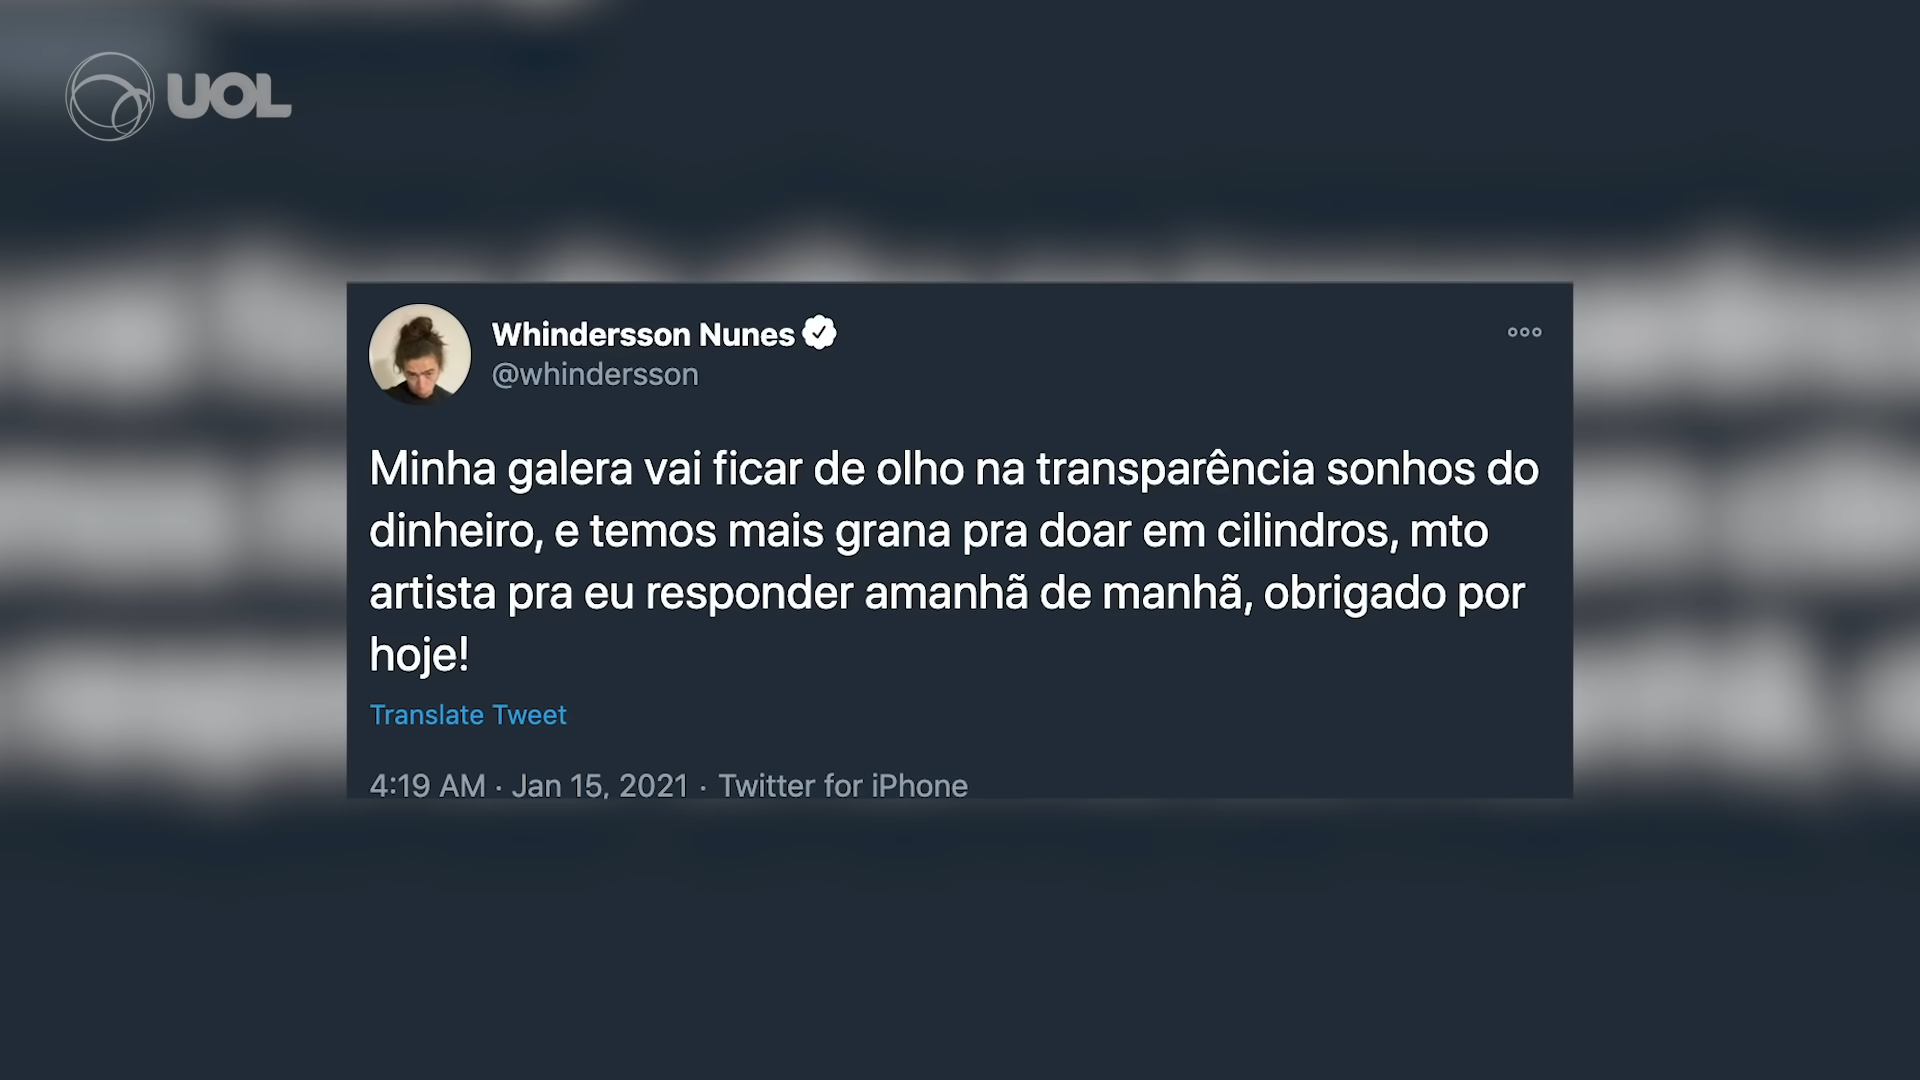 UOL
Whindersson Nunes
@whindersson
Minha galera vai ficar de olho na transparência sonhos do
dinheiro, e temos mais grana pra doar em cilindros, mto
artista pra eu responder amanhã de manhã, obrigado por
hoje!
Translate Tweet
4:19 AM · Jan 15, 2021 · Twitter for iPhone